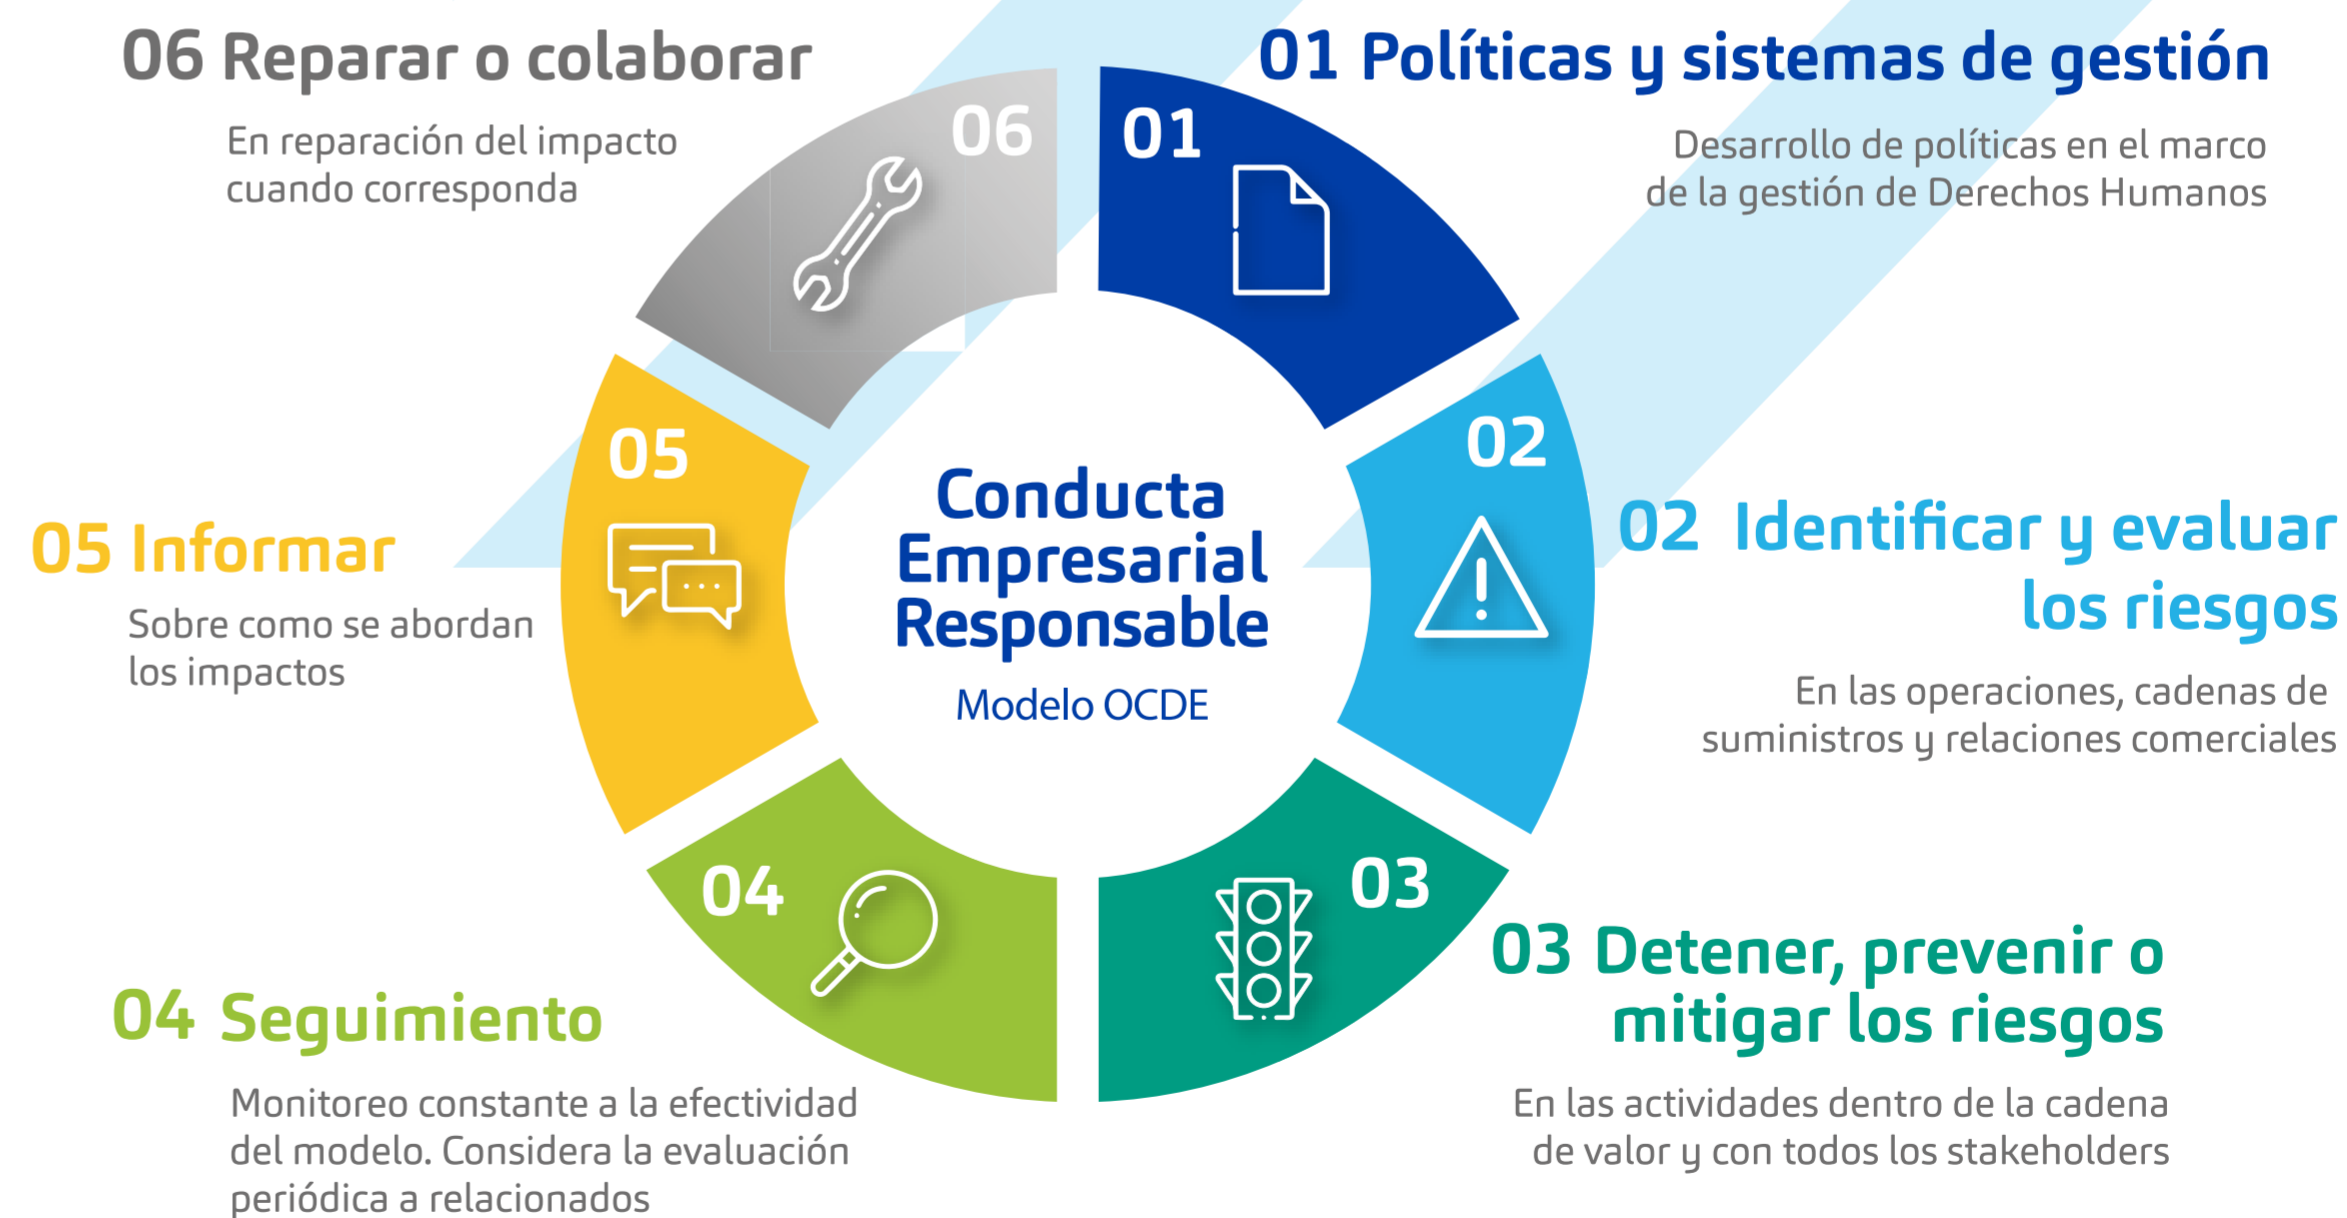 06 Reparar o colaborar
En reparación del impacto
cuando corresponda
01 Políticas y sistemas de gestión
Desarrollo de políticas en el marco
de la gestión de Derechos Humanos
06
01
05
02
05 Informar
Sobre como se abordan
los impactos
Conducta
Empresarial
Responsable
Modelo OCDE
02 Identificar y evaluar
los riesgos
En las operaciones, cadenas de
suministros y relaciones comerciales
04
03
04 Seguimiento
Monitoreo constante a la efectividad
del modelo. Considera la evaluación
periódica a relacionados
03 Detener, prevenir o
mitigar los riesgos
En las actividades dentro de la cadena
de valor y con todos los stakeholders